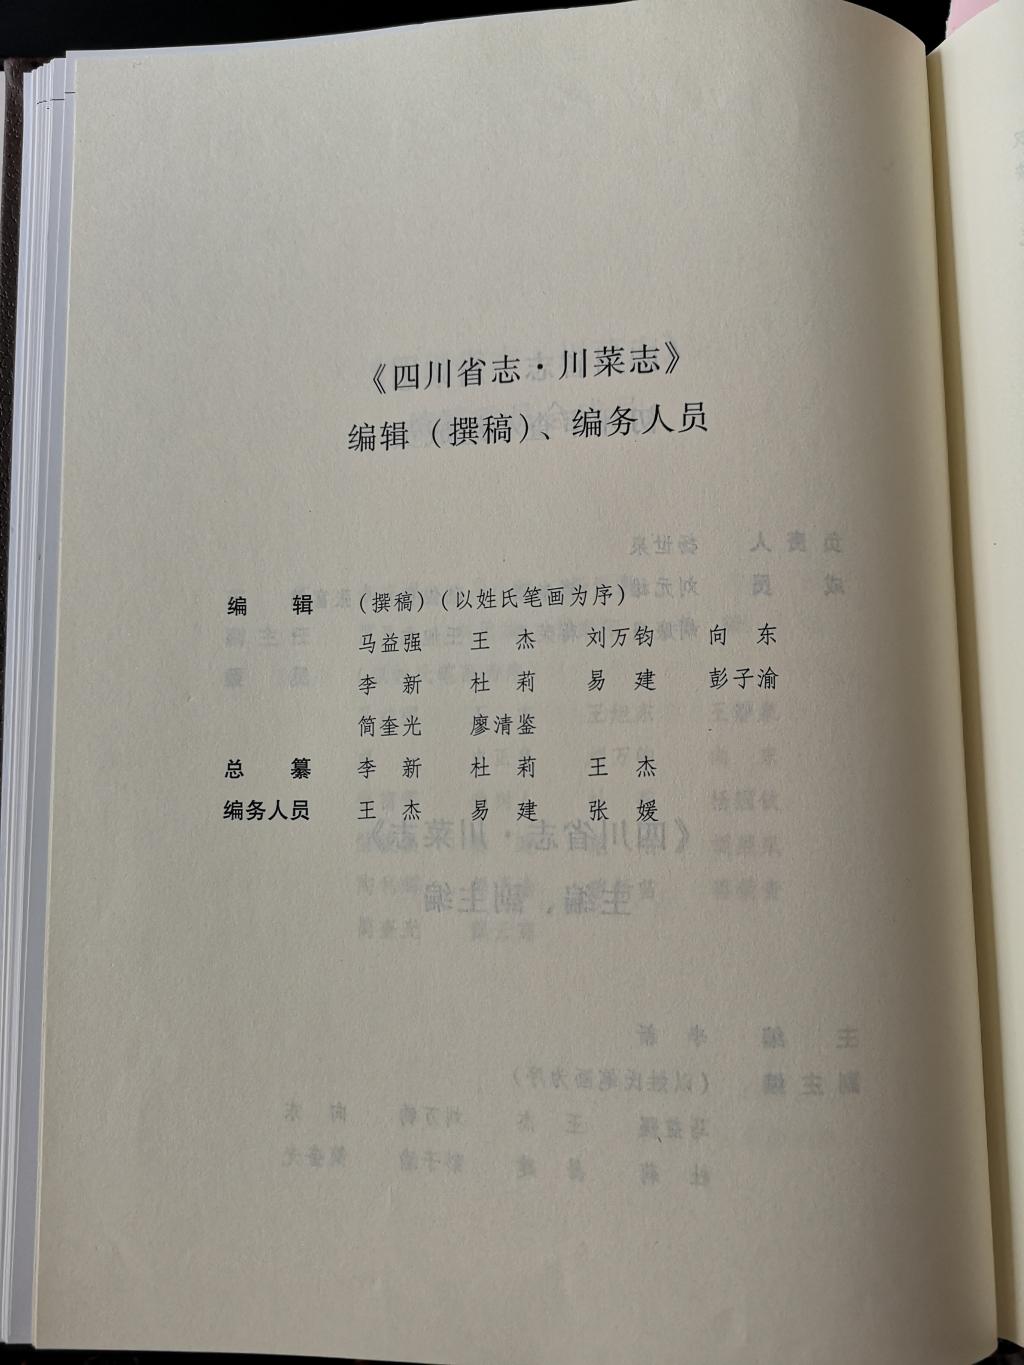 《四川省志·川菜志》
编辑（撰稿）、编务人员
编 辑 （撰稿）（以姓氏笔画为序）
马益强 王 杰 刘万钧 向 东
李 新 杜 莉 易 建 彭子渝
简奎光 廖清鉴
总 纂 李 新 杜 莉 王 杰
编务人员 王 杰 易 建 张 媛